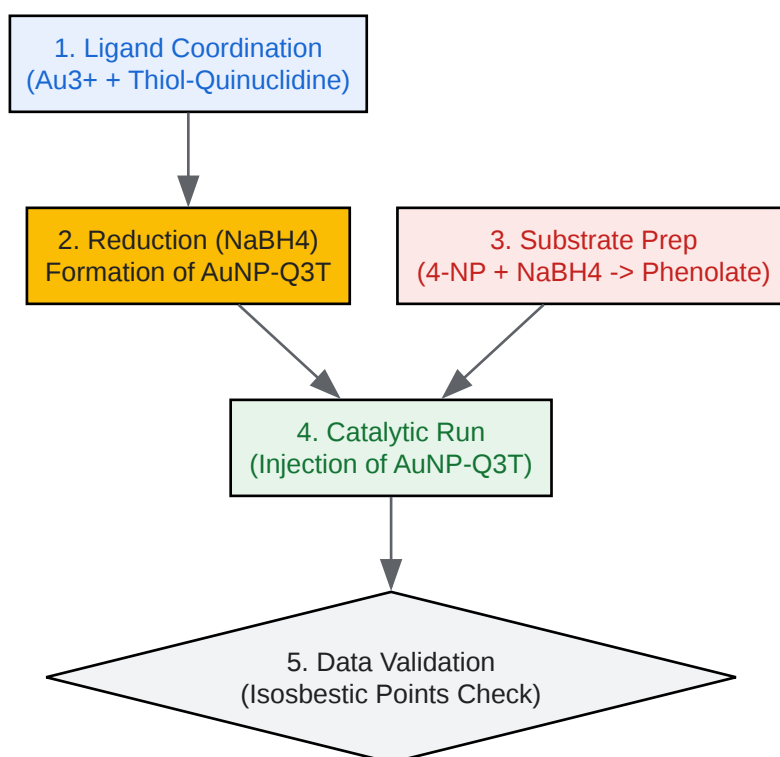 1. Ligand Coordination
(Au3+ + Thiol-Quinuclidine)
2. Reduction (NaBH4)
Formation of AuNP-Q3T
3. Substrate Prep
(4-NP + NaBH4 -> Phenolate)
4. Catalytic Run
(Injection of AuNP-Q3T)
5. Data Validation
(Isosbestic Points Check)